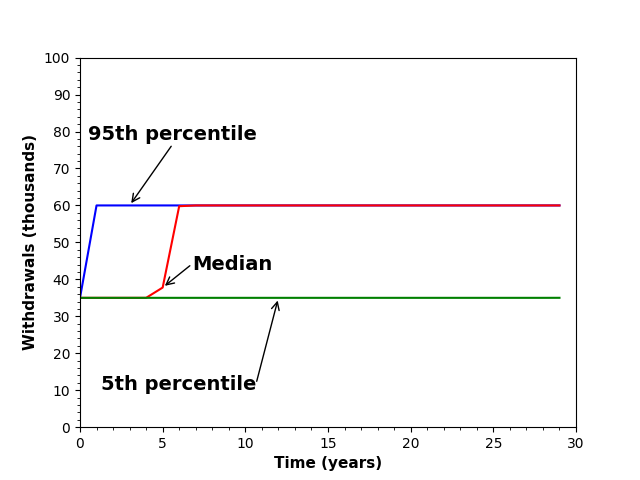 100
90
80
70
60
50
40
30
20
10
0
Withdrawals (thousands)
95th percentile
Median
5th percentile
0 5 10 15 20 25 30
Time (years)